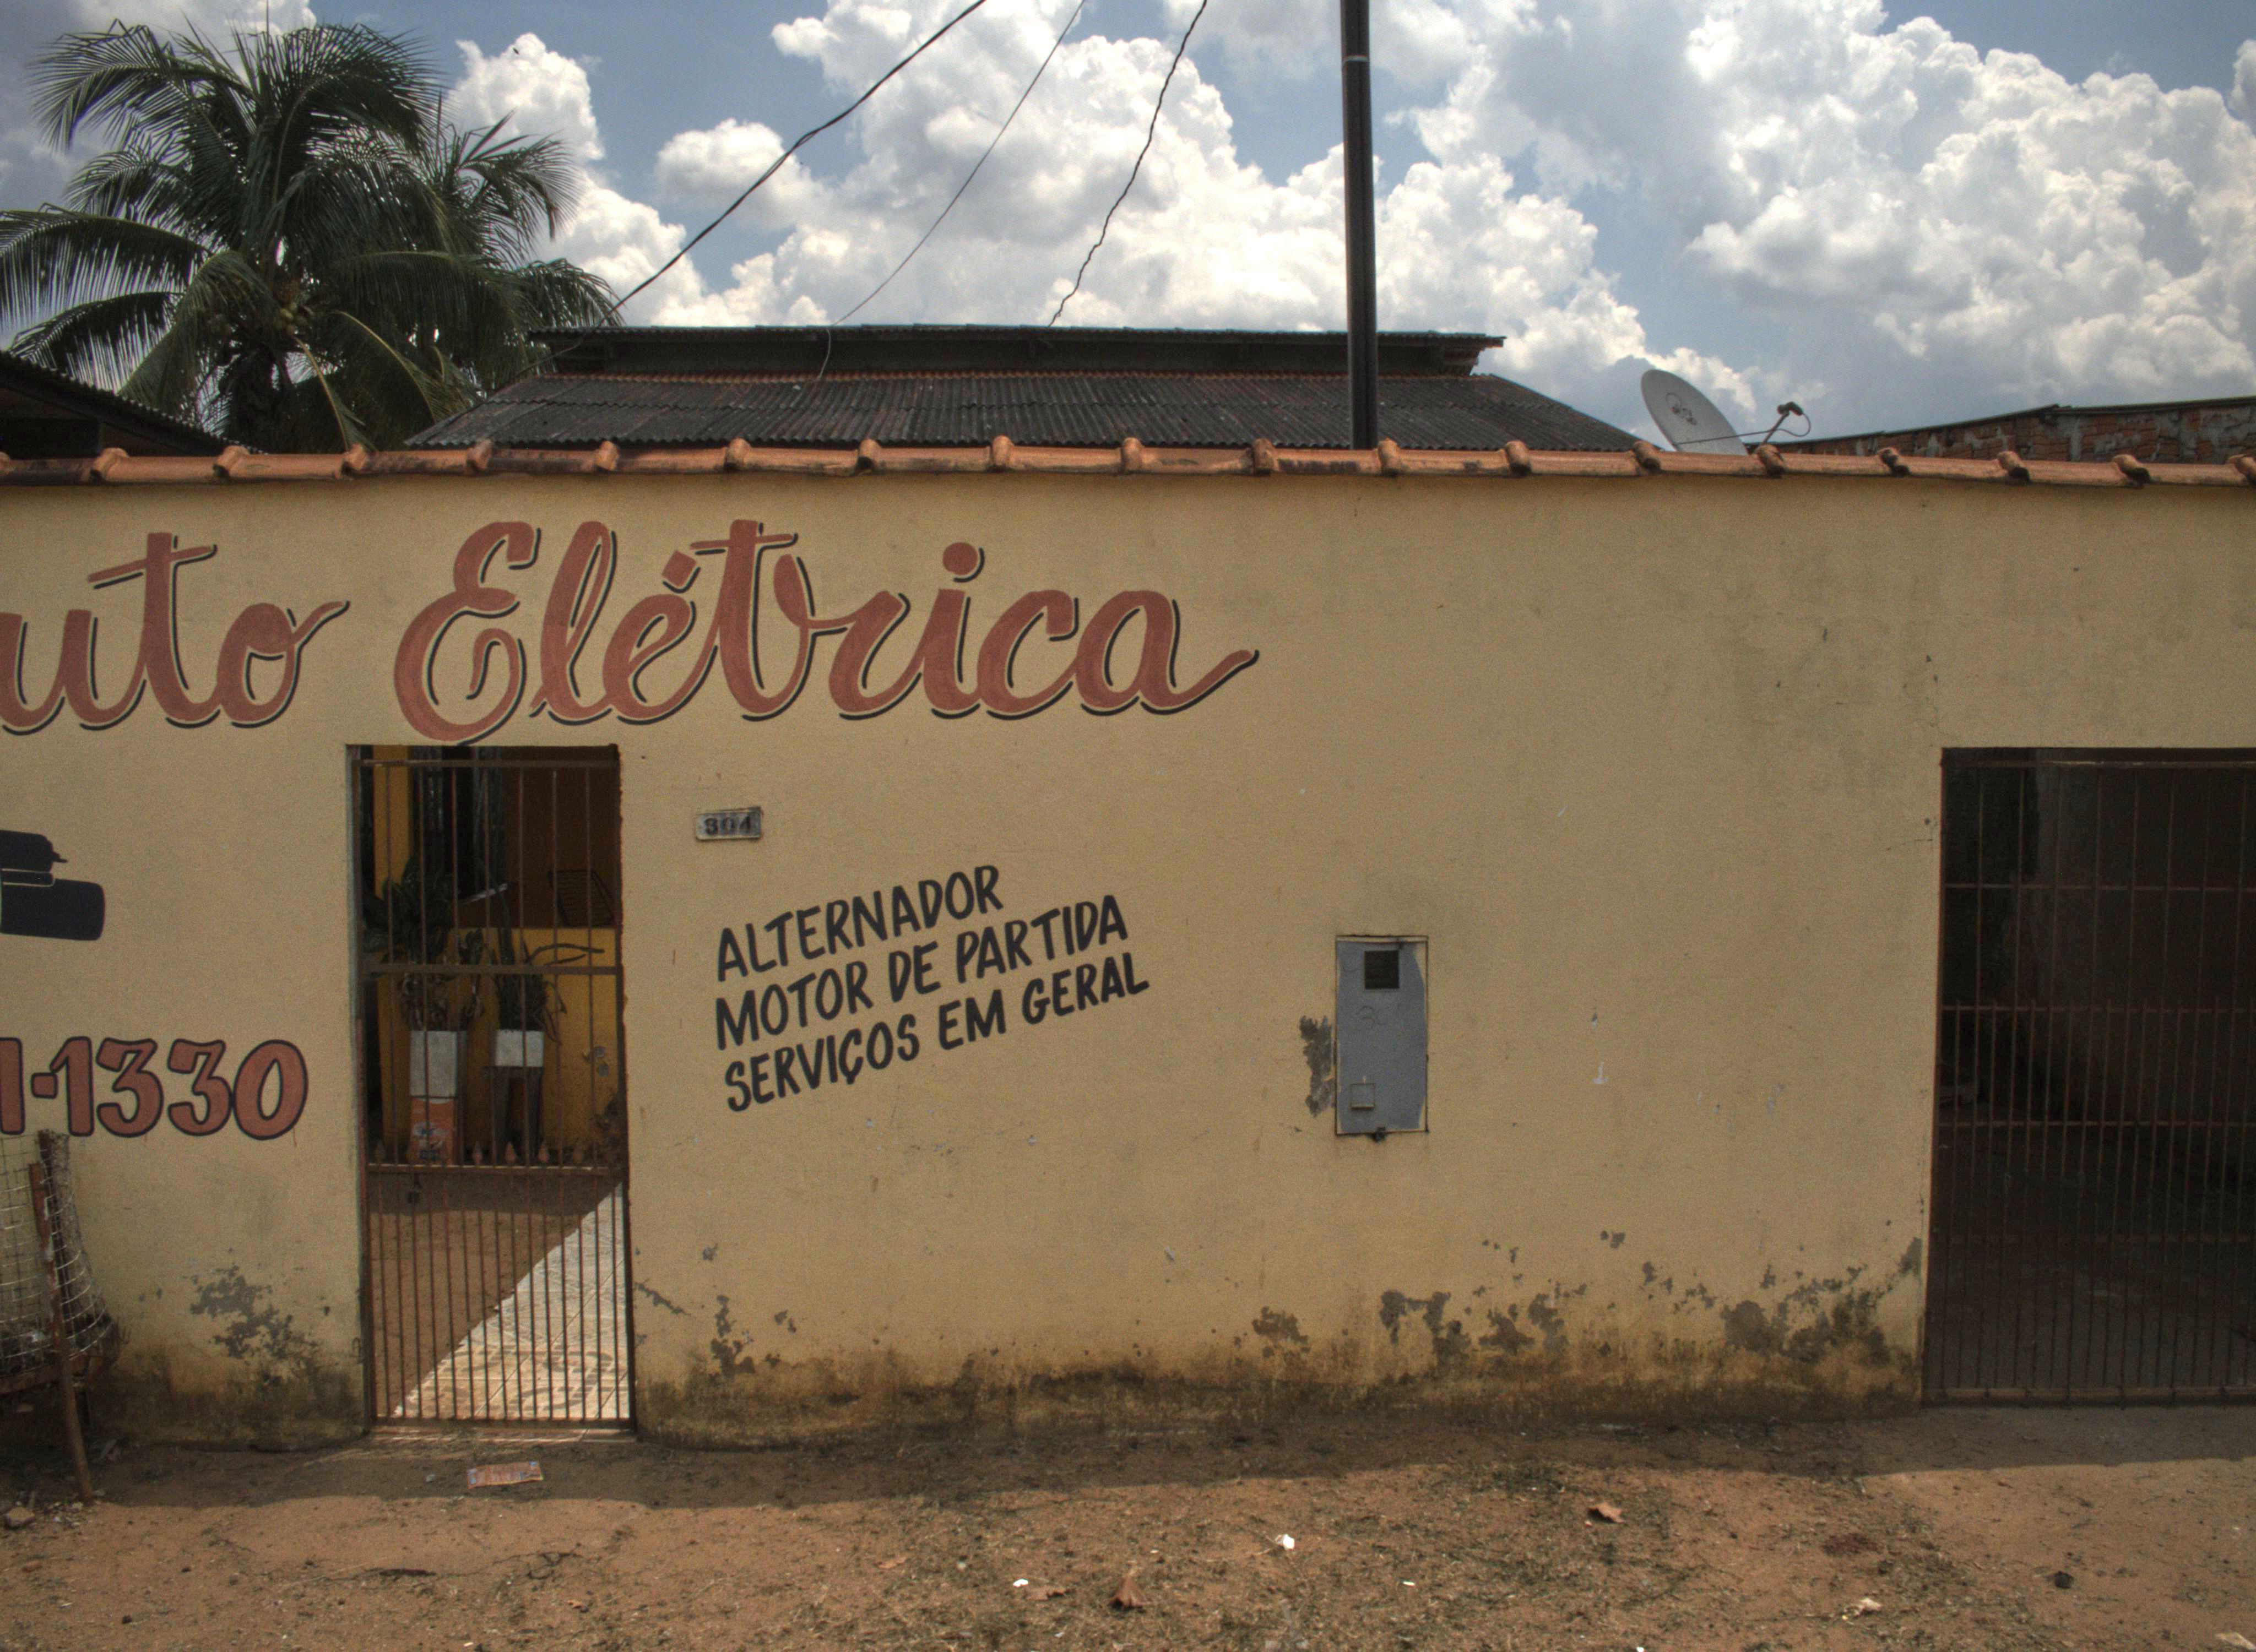 uto Elétrica
304
ALTERNADOR
MOTOR DE PARTIDA
SERVIÇOS EM GERAL
1-1330